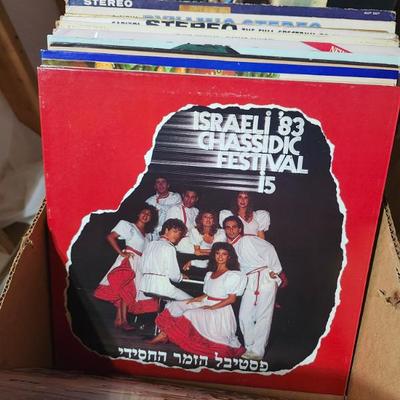 STEREO
STEREO
ISRAELI '83
CHASSIDIC
FESTIVAL
15
פסטיבל הזמר החסידי